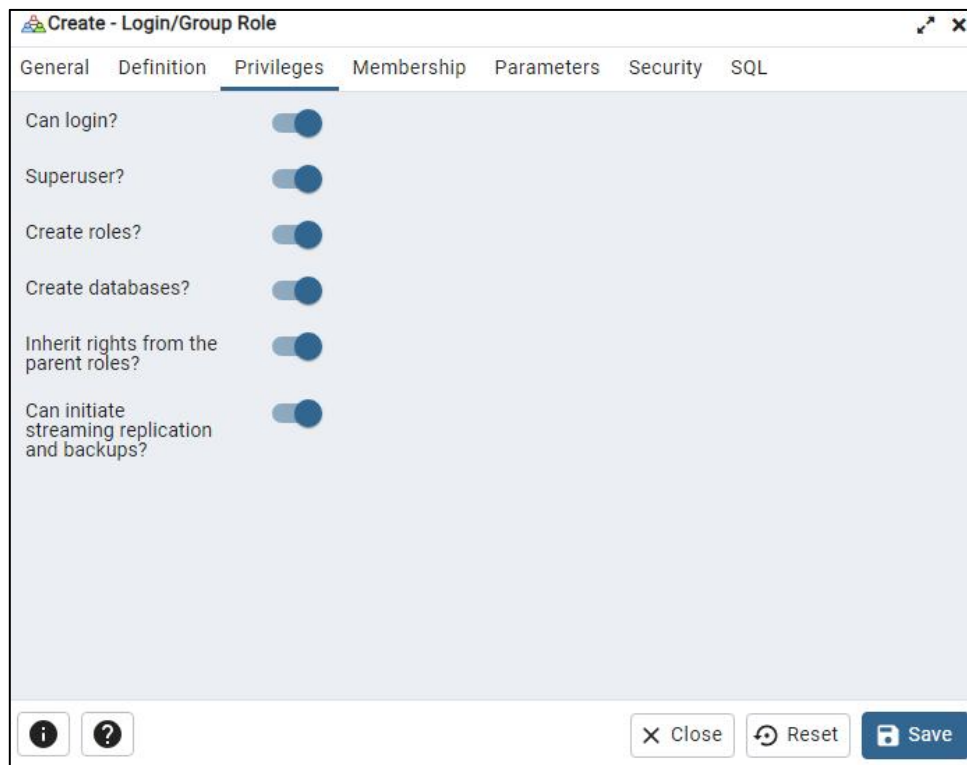 Create - Login/Group Role
General Definition Privileges Membership Parameters Security SQL
Can login?
Superuser?
Create roles?
Create databases?
Inherit rights from the
parent roles?
Can initiate
streaming replication
and backups?
Close Reset Save